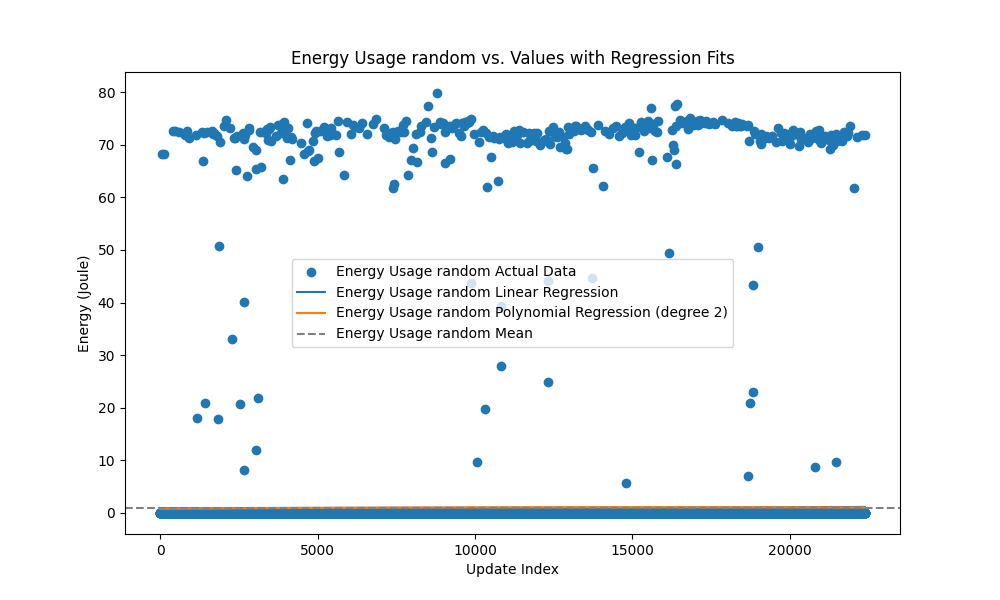 Energy Usage random vs. Values with Regression Fits
80
70
60
50
40
30
20
10
0
Energy (Joule)
Energy Usage random Actual Data
Energy Usage random Linear Regression
Energy Usage random Polynomial Regression (degree 2)
Energy Usage random Mean
0
5000
10000
15000
20000
Update Index